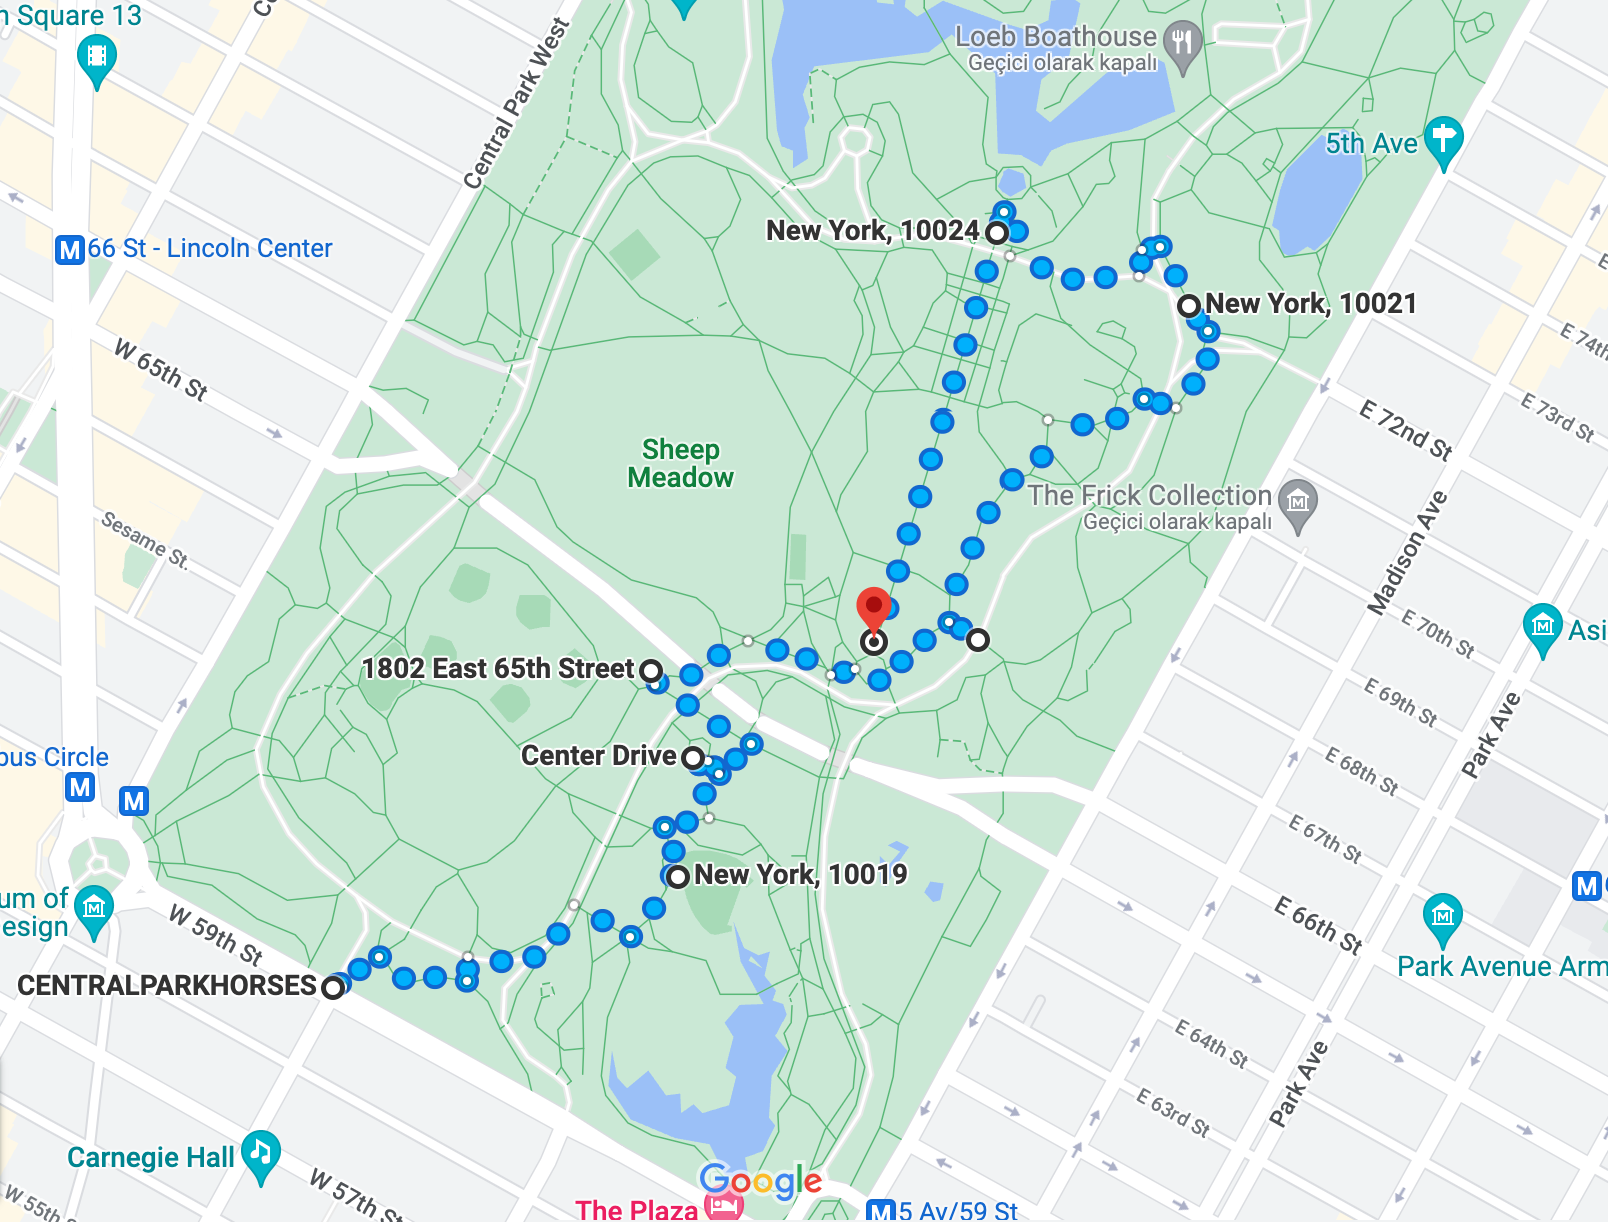 n Square 13
Central Park West
Loeb Boathouse
Geçici olarak kapalı
5th Ave
66 St - Lincoln Center
New York, 10024
New York, 10021
W 65th St
E 74th
E 73rd St
E 72nd St
Sheep
Meadow
The Frick Collection
Geçici olarak kapalı
Sesame St.
Madison Ave
E 70th St
Asi
1802 East 65th Street
E 69th St
Park Ave
bus Circle
Center Drive
E 68th St
E 67th St
New York, 10019
um of
esign
W 59th St
E 66th St
Park Avenue Arm
CENTRALPARKHORSES
E 64th St
Park Ave
E 63rd St
Carnegie Hall
W 57th St
Google
W 55th St
The Plaza
5 Av/59 St